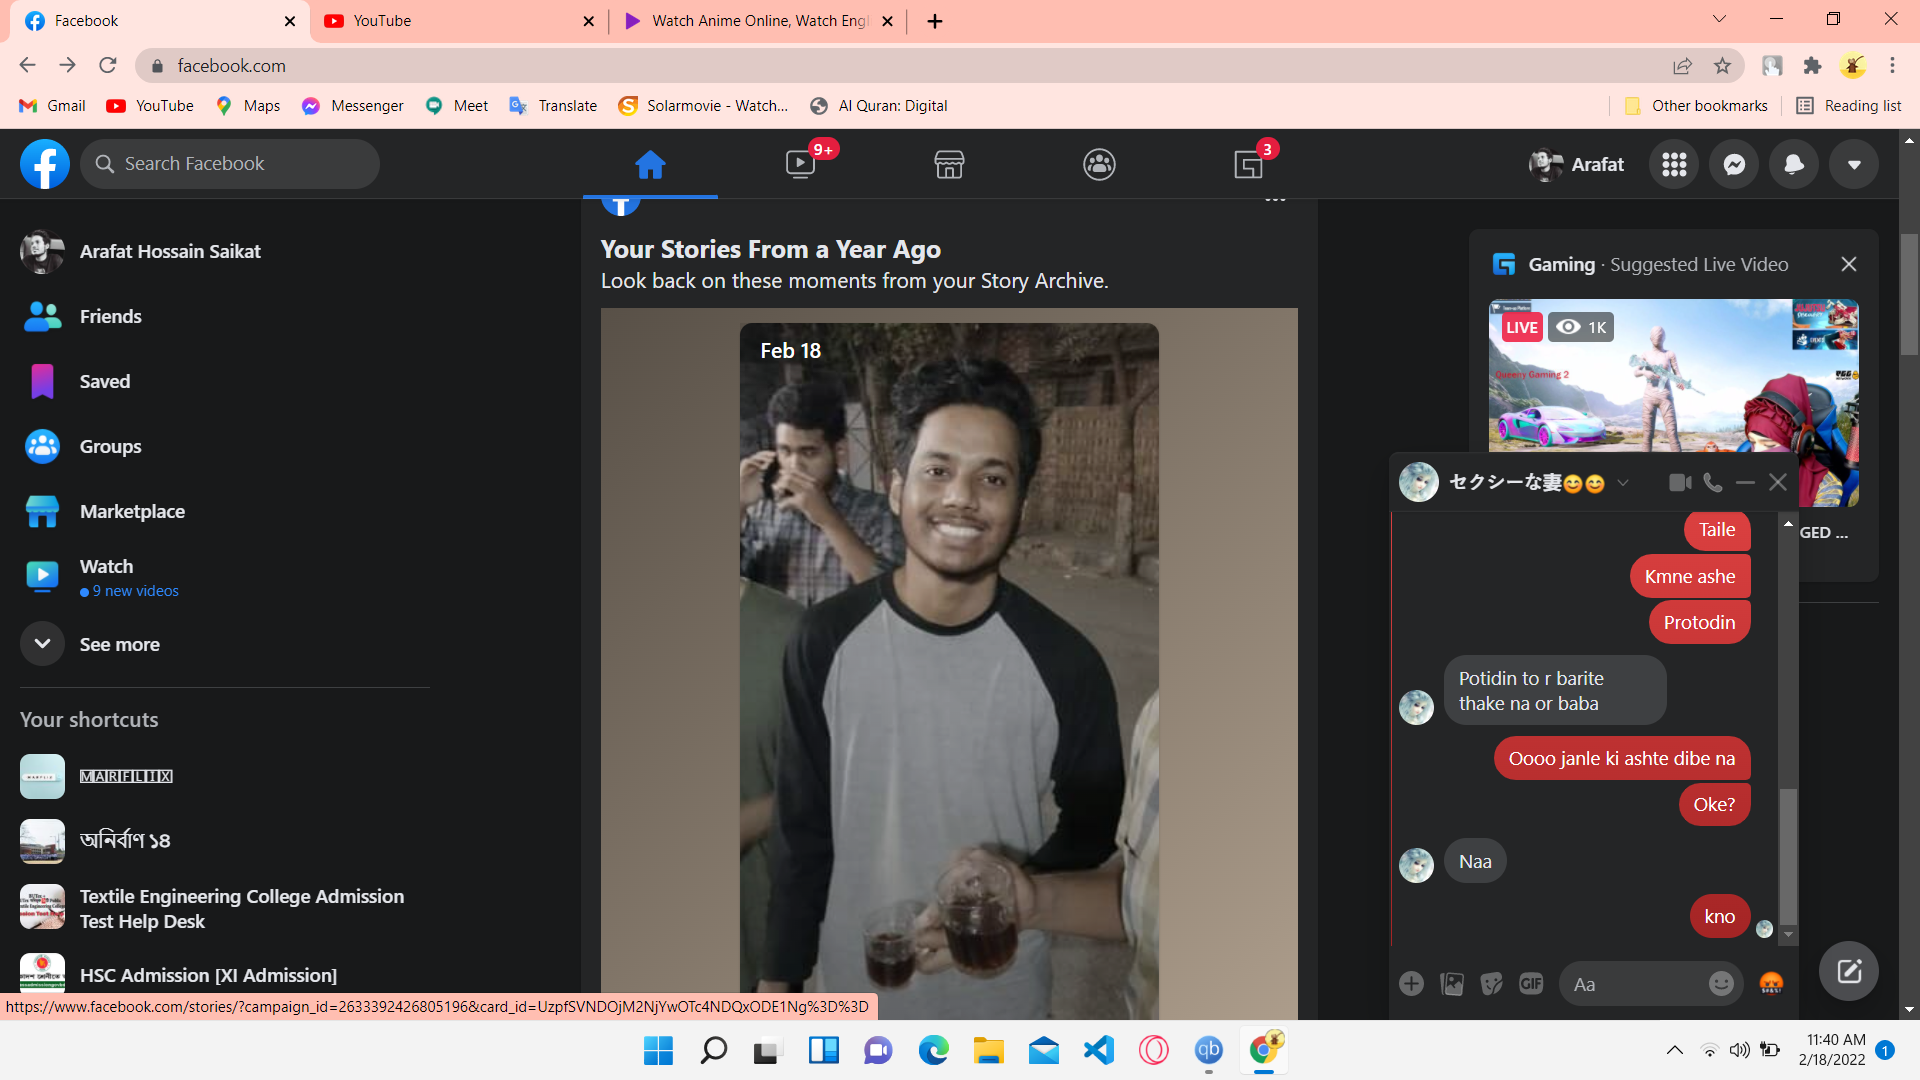 Facebook
YouTube
Watch Anime Online, Watch Engl
facebook.com
Gmail
YouTube
Maps
Messenger
Meet
Translate
Solarmovie - Watch...
Al Quran: Digital
Other bookmarks
Reading list
Search Facebook
9+
3
Arafat
Arafat Hossain Saikat
Friends
Saved
Groups
Marketplace
Watch
9 new videos
See more
Your shortcuts
🄼🄰🅁🄵🄻🄸🅇
অনির্বাণ ১৪
Textile Engineering College Admission
Test Help Desk
HSC Admission [XI Admission]
https://www.facebook.com/stories/?campaign_id=2633392426805196&card_id=UzpfSVNDOjM2NjYwOTc4NDQxODE1Ng%3D%3D
Your Stories From a Year Ago
Look back on these moments from your Story Archive.
Feb 18
Gaming · Suggested Live Video
LIVE
1K
Queeny Gaming 2
GED ...
セクシーな妻😊😊
Taile
Kmne ashe
Protodin
Potidin to r barite
thake na or baba
Oooo janle ki ashte dibe na
Oke?
Naa
kno
GIF
Aa
qb
11:40 AM
2/18/2022
1